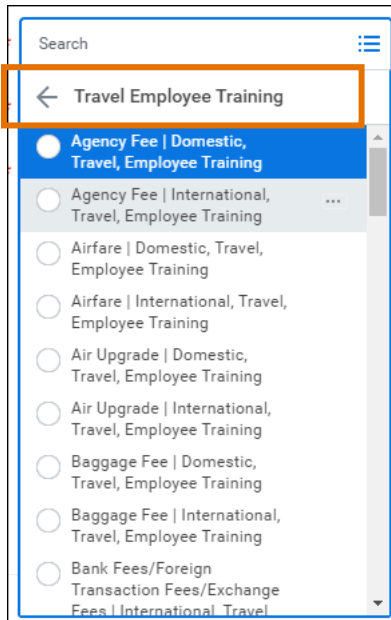 Search
Travel Employee Training
Agency Fee | Domestic,
Travel, Employee Training
Agency Fee | International,
Travel, Employee Training
Airfare | Domestic, Travel,
Employee Training
Airfare | International, Travel,
Employee Training
Air Upgrade | Domestic,
Travel, Employee Training
Air Upgrade | International,
Travel, Employee Training
Baggage Fee | Domestic,
Travel, Employee Training
Baggage Fee | International,
Travel, Employee Training
Bank Fees/Foreign
Transaction Fees/Exchange
Fees | International, Travel